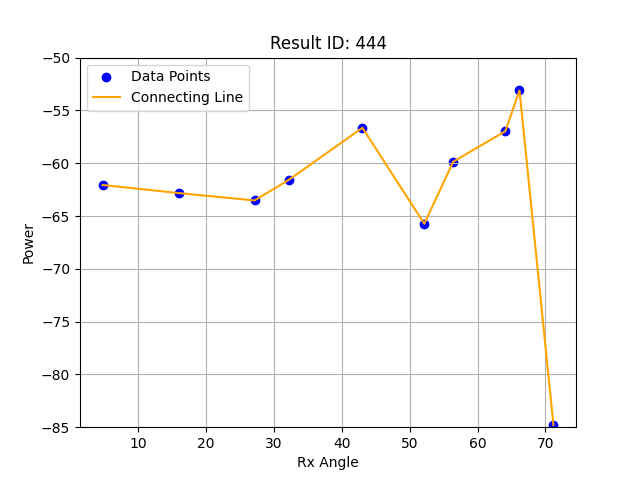 Result ID: 444
Data Points
Connecting Line
−50
−55
−60
−65
−70
−75
−80
−85
Power
10 20 30 40 50 60 70
Rx Angle